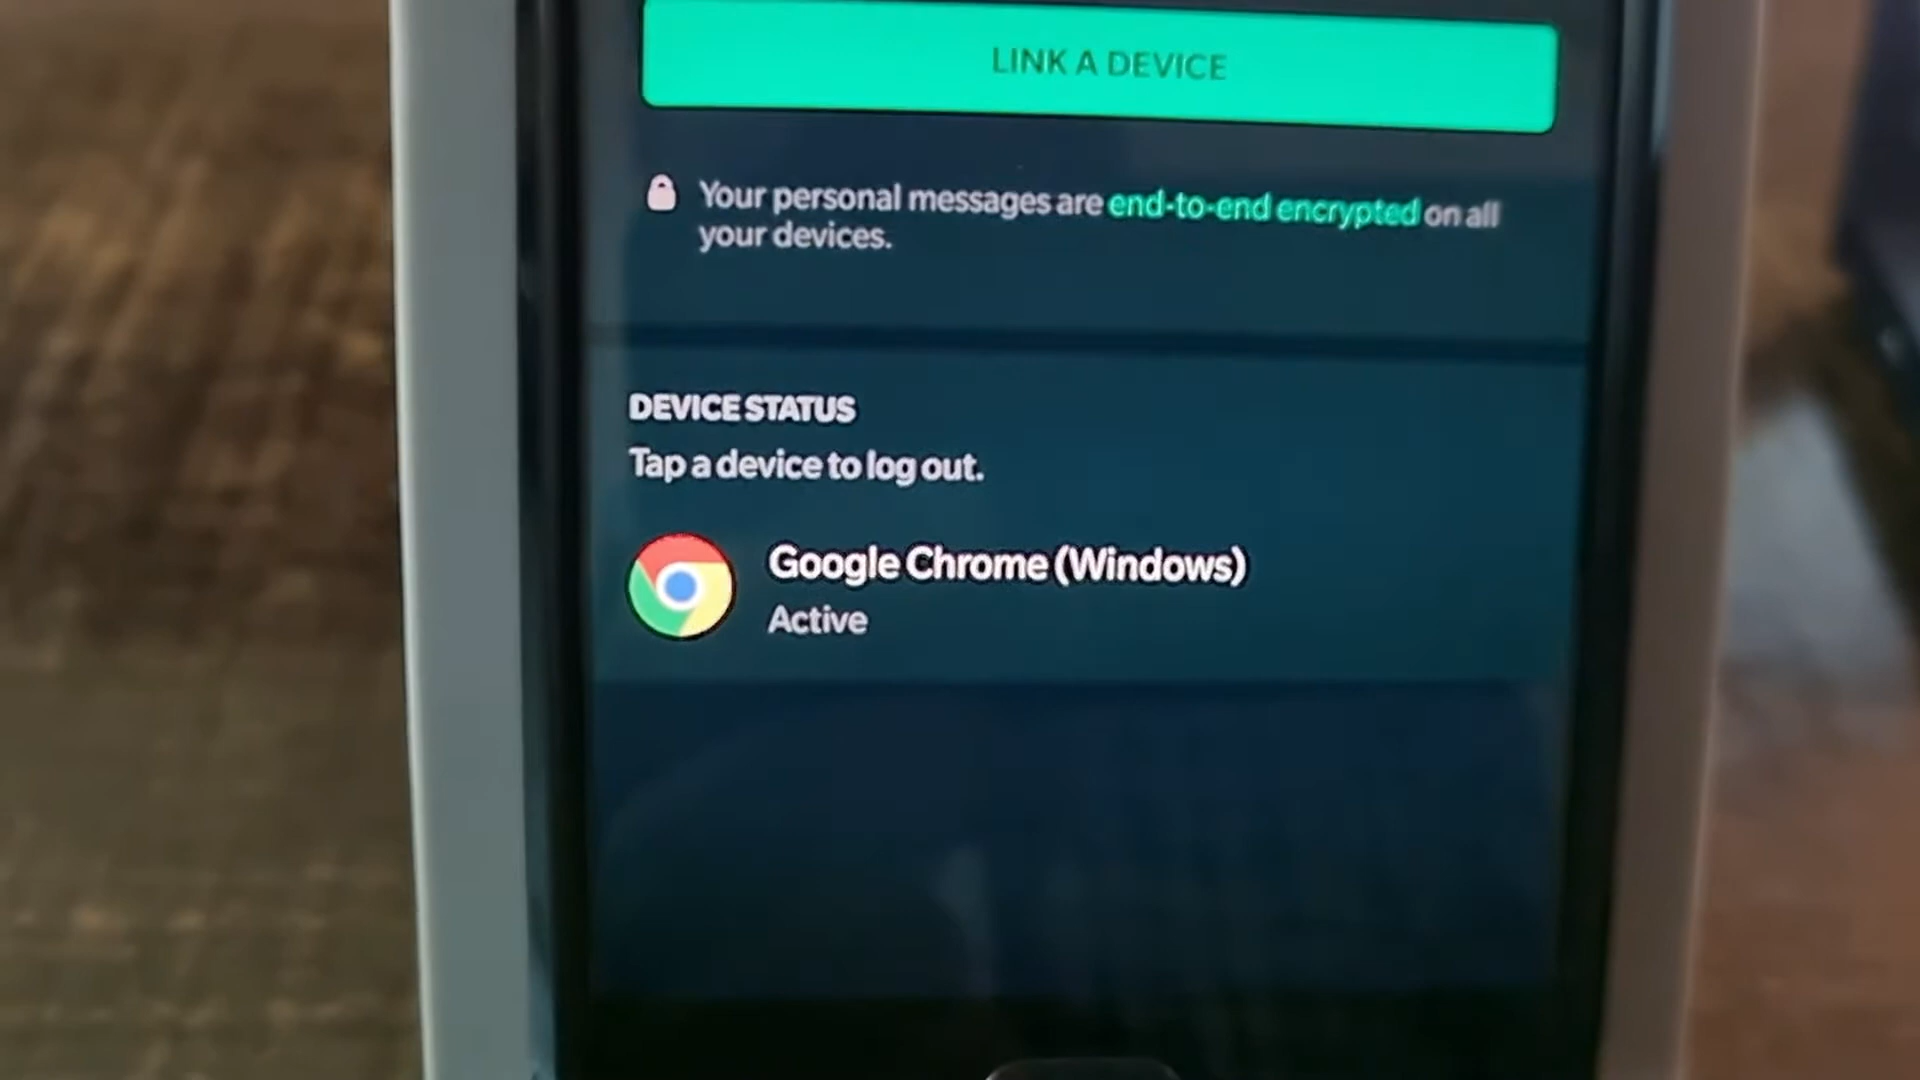 LINK A DEVICE
Your personal messages are end-to-end encrypted on all
your devices.
DEVICE STATUS
Tap a device to log out.
Google Chrome (Windows)
Active